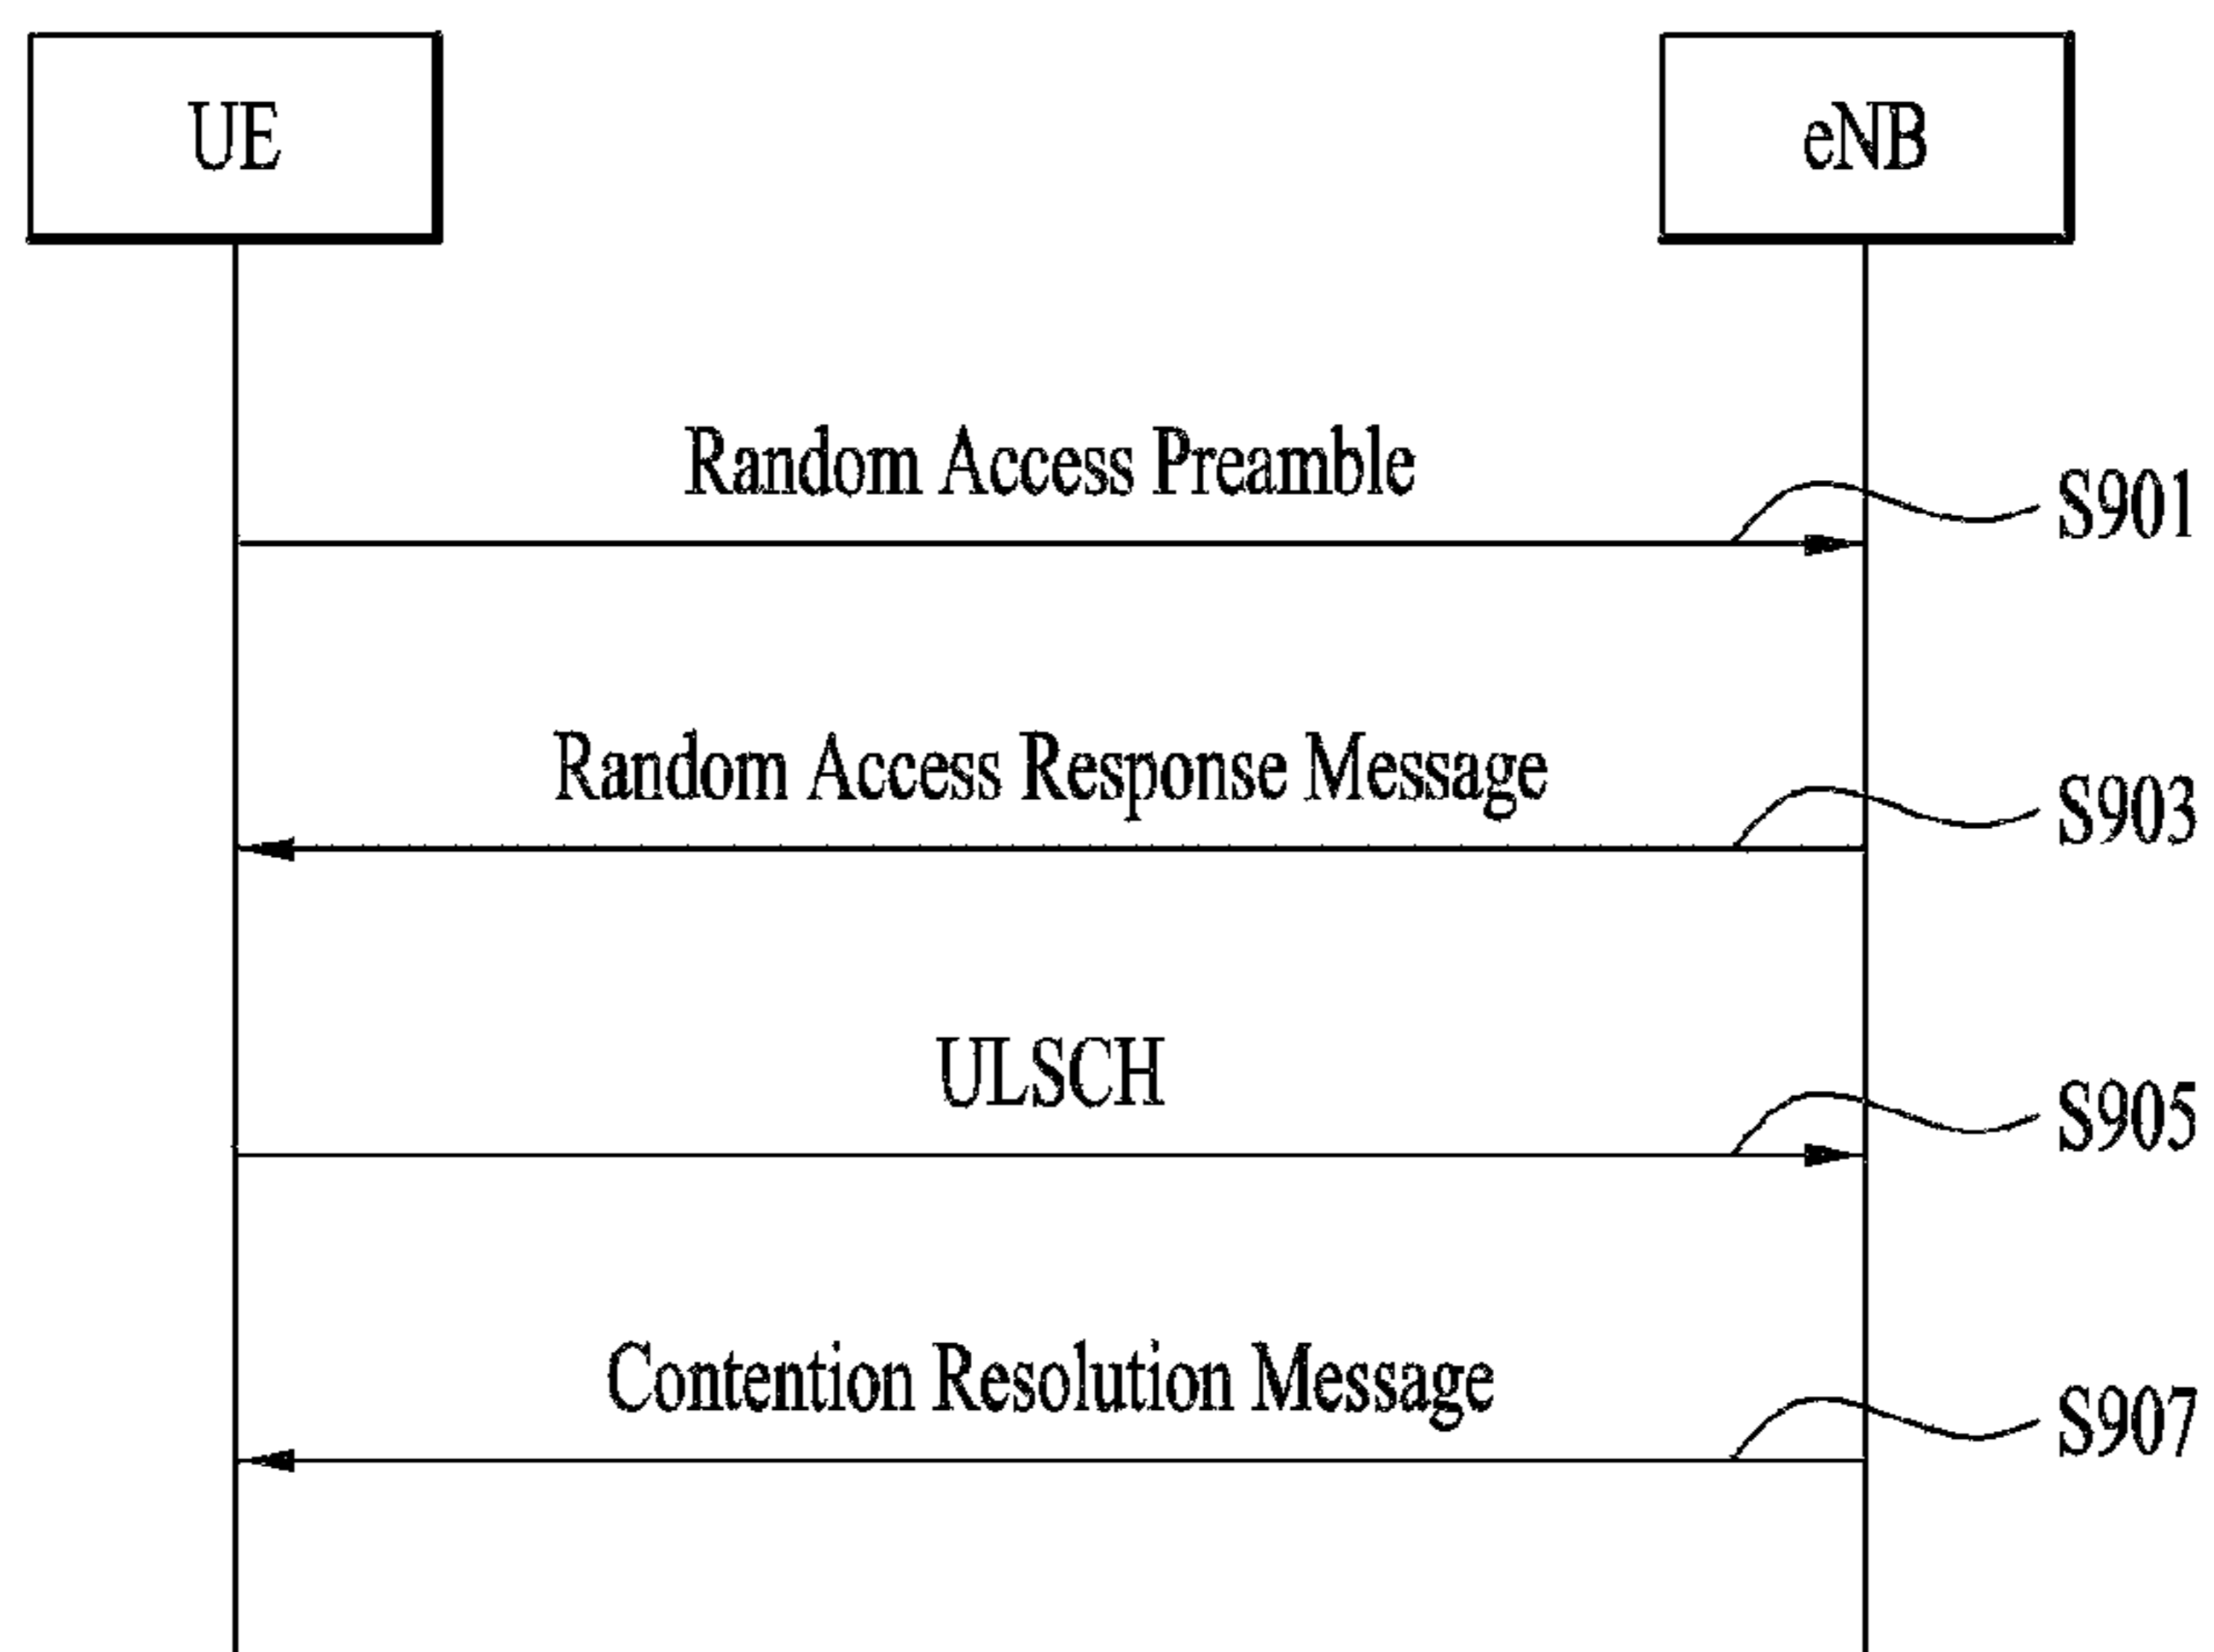 UE
eNB
Random Access Preamble
S901
Random Access Response Message
S903
ULSCH
S905
Contention Resolution Message
S907